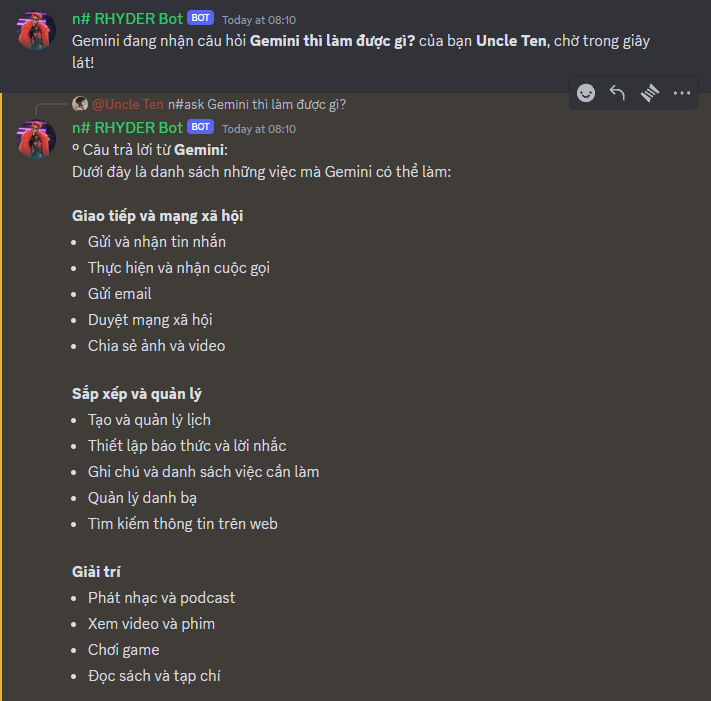 n# RHYDER Bot BOT Today at 08:10
Gemini đang nhận câu hỏi Gemini thì làm được gì? của bạn Uncle Ten, chờ trong giây
lát!
@Uncle Ten n#ask Gemini thì làm được gì?
n# RHYDER Bot BOT Today at 08:10
º Câu trả lời từ Gemini:
Dưới đây là danh sách những việc mà Gemini có thể làm:
Giao tiếp và mạng xã hội
• Gửi và nhận tin nhắn
• Thực hiện và nhận cuộc gọi
• Gửi email
• Duyệt mạng xã hội
• Chia sẻ ảnh và video
Sắp xếp và quản lý
• Tạo và quản lý lịch
• Thiết lập báo thức và lời nhắc
• Ghi chú và danh sách việc cần làm
• Quản lý danh bạ
• Tìm kiếm thông tin trên web
Giải trí
• Phát nhạc và podcast
• Xem video và phim
• Chơi game
• Đọc sách và tạp chí